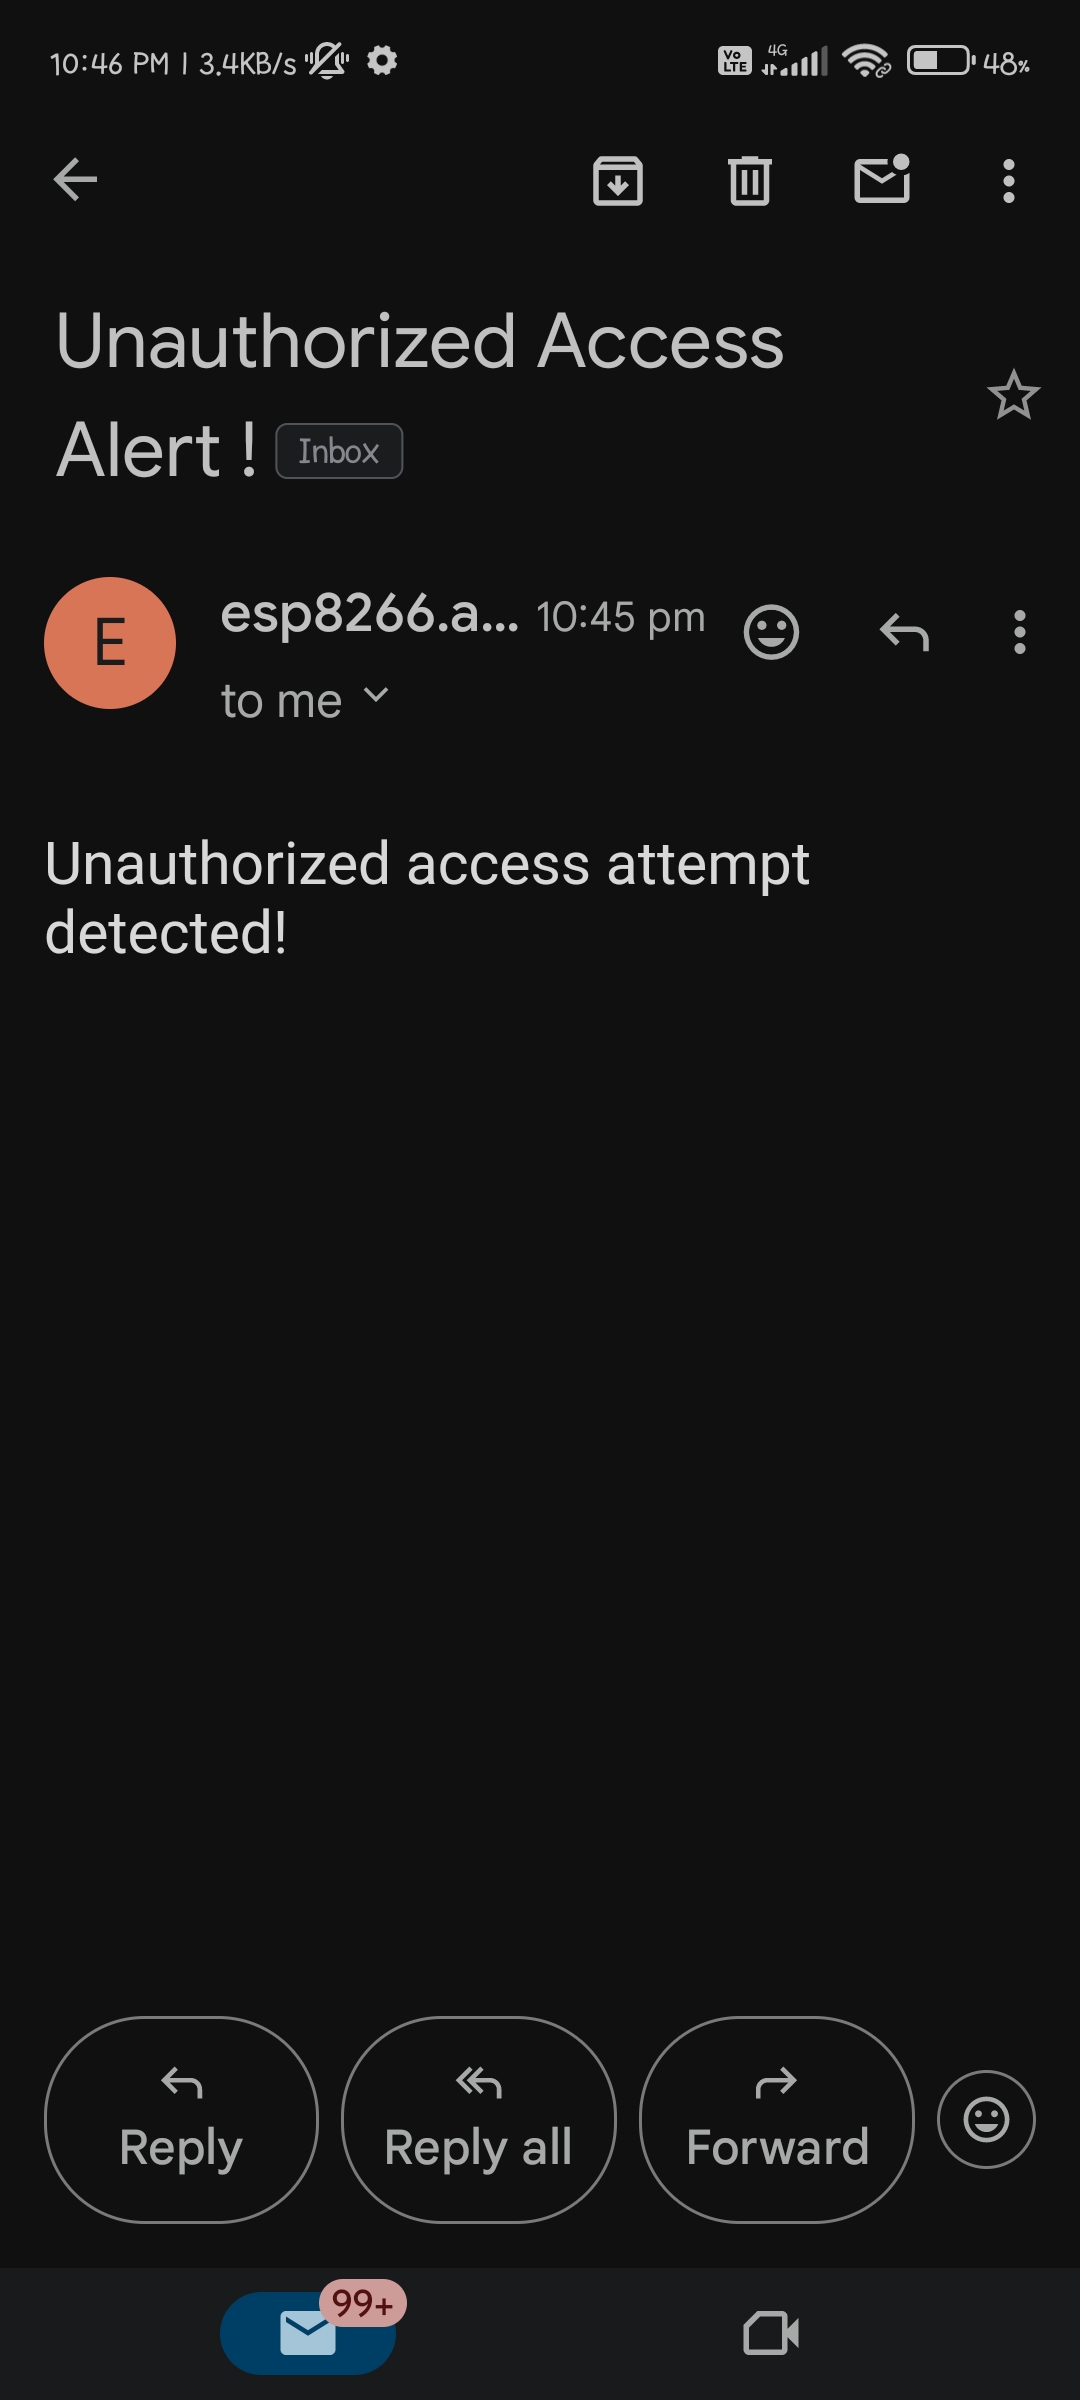 10:46 PM | 3.4KB/s
Vo LTE 4G 48%
Unauthorized Access
Alert ! Inbox
E
esp8266.a... 10:45 pm
to me
Unauthorized access attempt
detected!
Reply Reply all Forward
99+